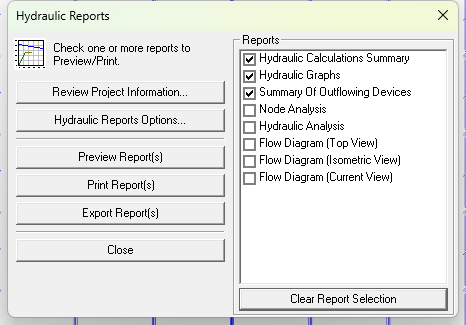 Hydraulic Reports
Check one or more reports to
Preview/Print.
Review Project Information...
Hydraulic Reports Options...
Preview Report(s)
Print Report(s)
Export Report(s)
Close
Reports
Hydraulic Calculations Summary
Hydraulic Graphs
Summary Of Outflowing Devices
Node Analysis
Hydraulic Analysis
Flow Diagram (Top View)
Flow Diagram (Isometric View)
Flow Diagram (Current View)
Clear Report Selection